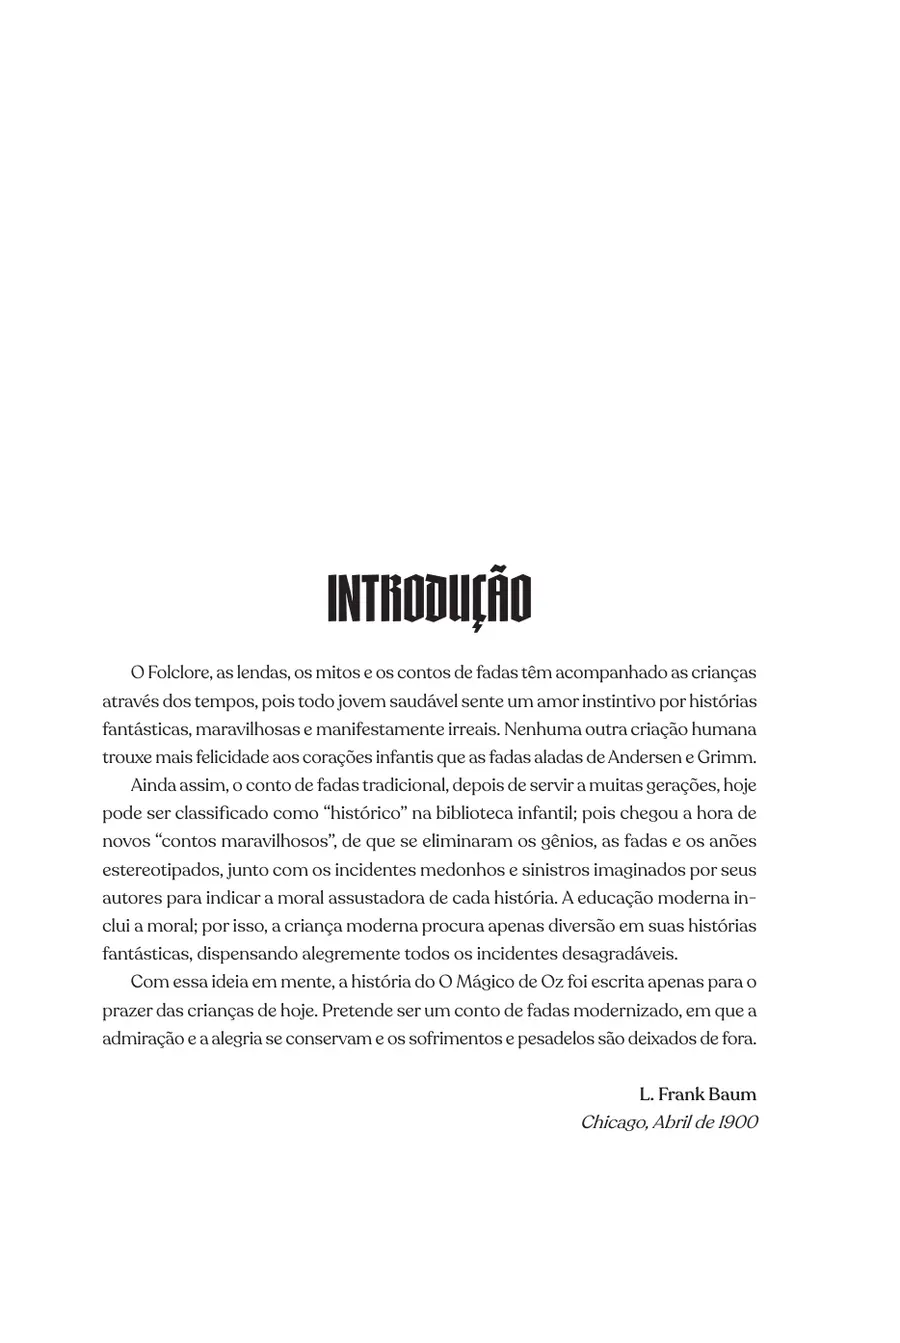 INTRODUÇÃO
O Folclore, as lendas, os mitos e os contos de fadas têm acompanhado as crianças
através dos tempos, pois todo jovem saudável sente um amor instintivo por histórias
fantásticas, maravilhosas e manifestamente irreais. Nenhuma outra criação humana
trouxe mais felicidade aos corações infantis que as fadas aladas de Andersen e Grimm.
Ainda assim, o conto de fadas tradicional, depois de servir a muitas gerações, hoje
pode ser classificado como “histórico” na biblioteca infantil; pois chegou a hora de
novos “contos maravilhosos”, de que se eliminaram os gênios, as fadas e os anões
estereotipados, junto com os incidentes medonhos e sinistros imaginados por seus
autores para indicar a moral assustadora de cada história. A educação moderna in-
clui a moral; por isso, a criança moderna procura apenas diversão em suas histórias
fantásticas, dispensando alegremente todos os incidentes desagradáveis.
Com essa ideia em mente, a história do O Mágico de Oz foi escrita apenas para o
prazer das crianças de hoje. Pretende ser um conto de fadas modernizado, em que a
admiração e a alegria se conservam e os sofrimentos e pesadelos são deixados de fora.
L. Frank Baum
Chicago, Abril de 1900